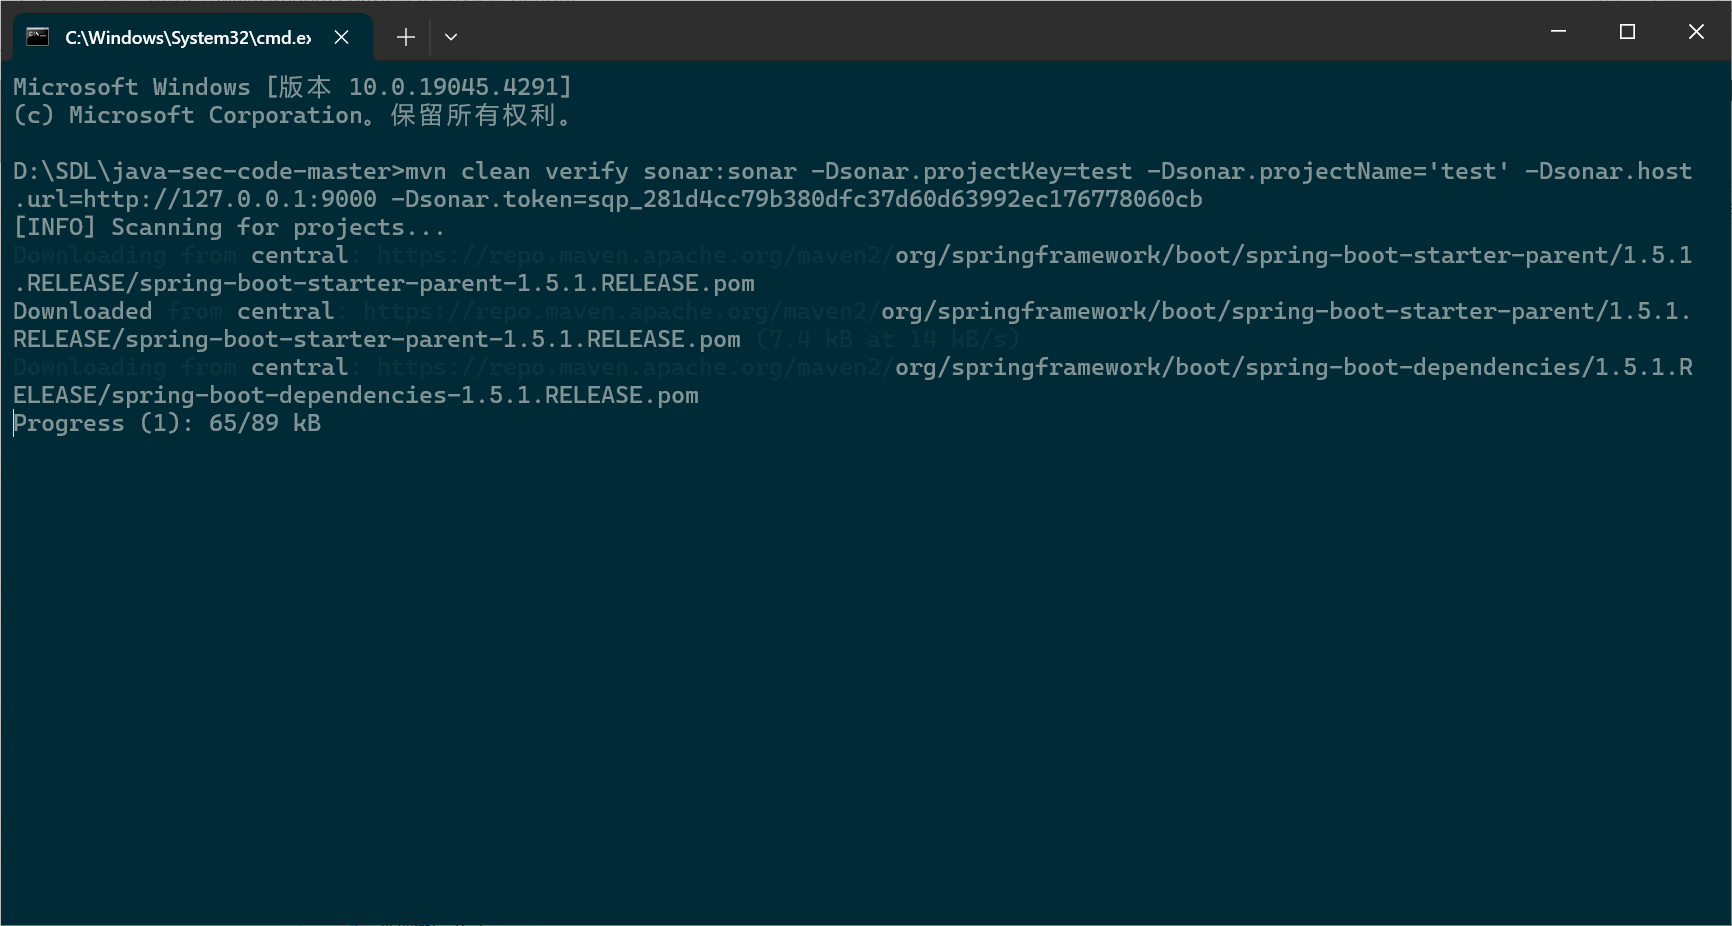 C:\Windows\System32\cmd.ex
Microsoft Windows [版本 10.0.19045.4291]
(c) Microsoft Corporation。保留所有权利。
D:\SDL\java-sec-code-master>mvn clean verify sonar:sonar -Dsonar.projectKey=test -Dsonar.projectName='test' -Dsonar.host
.url=http://127.0.0.1:9000 -Dsonar.token=sqp_281d4cc79b380dfc37d60d63992ec176778060cb
[INFO] Scanning for projects...
Downloading from central: https://repo.maven.apache.org/maven2/org/springframework/boot/spring-boot-starter-parent/1.5.1
.RELEASE/spring-boot-starter-parent-1.5.1.RELEASE.pom
Downloaded from central: https://repo.maven.apache.org/maven2/org/springframework/boot/spring-boot-starter-parent/1.5.1.
RELEASE/spring-boot-starter-parent-1.5.1.RELEASE.pom (7.4 kB at 14 kB/s)
Downloading from central: https://repo.maven.apache.org/maven2/org/springframework/boot/spring-boot-dependencies/1.5.1.R
ELEASE/spring-boot-dependencies-1.5.1.RELEASE.pom
Progress (1): 65/89 kB